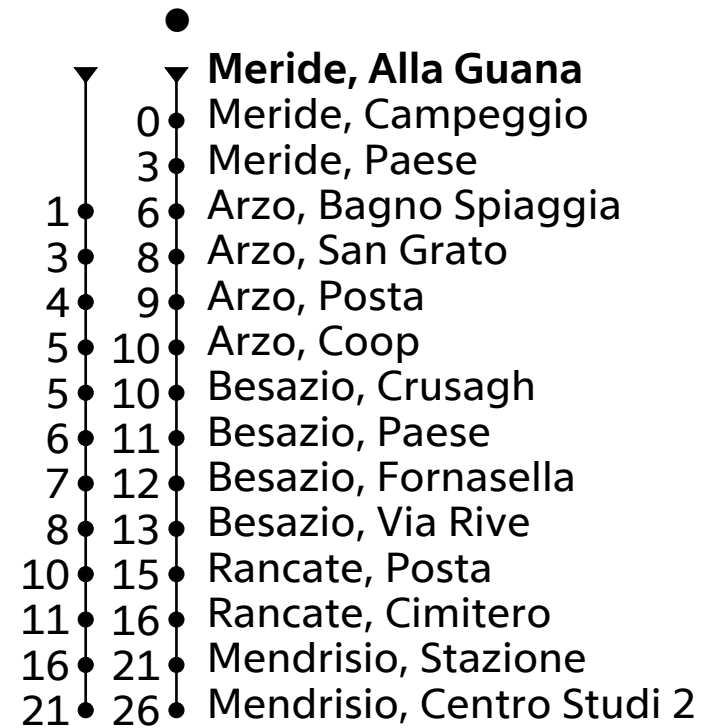 Meride, Alla Guana
0 Meride, Campeggio
3 Meride, Paese
1 6 Arzo, Bagno Spiaggia
3 8 Arzo, San Grato
4 9 Arzo, Posta
5 10 Arzo, Coop
5 10 Besazio, Crusagh
6 11 Besazio, Paese
7 12 Besazio, Fornasella
8 13 Besazio, Via Rive
10 15 Rancate, Posta
11 16 Rancate, Cimitero
16 21 Mendrisio, Stazione
21 26 Mendrisio, Centro Studi 2